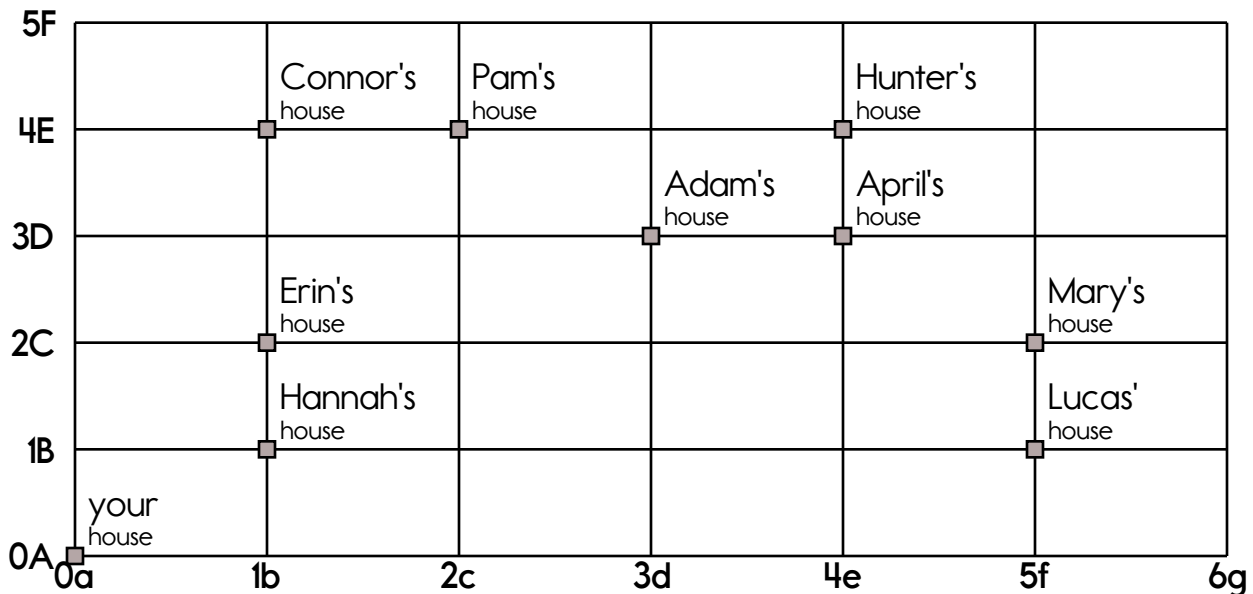 5F
Connor's
house
Pam's
house
Hunter's
house
4E
Adam's
house
April's
house
3D
Erin's
house
Mary's
house
2C
Hannah's
house
Lucas'
house
1B
your
house
0A
0a 1b 2c 3d 4e 5f 6g